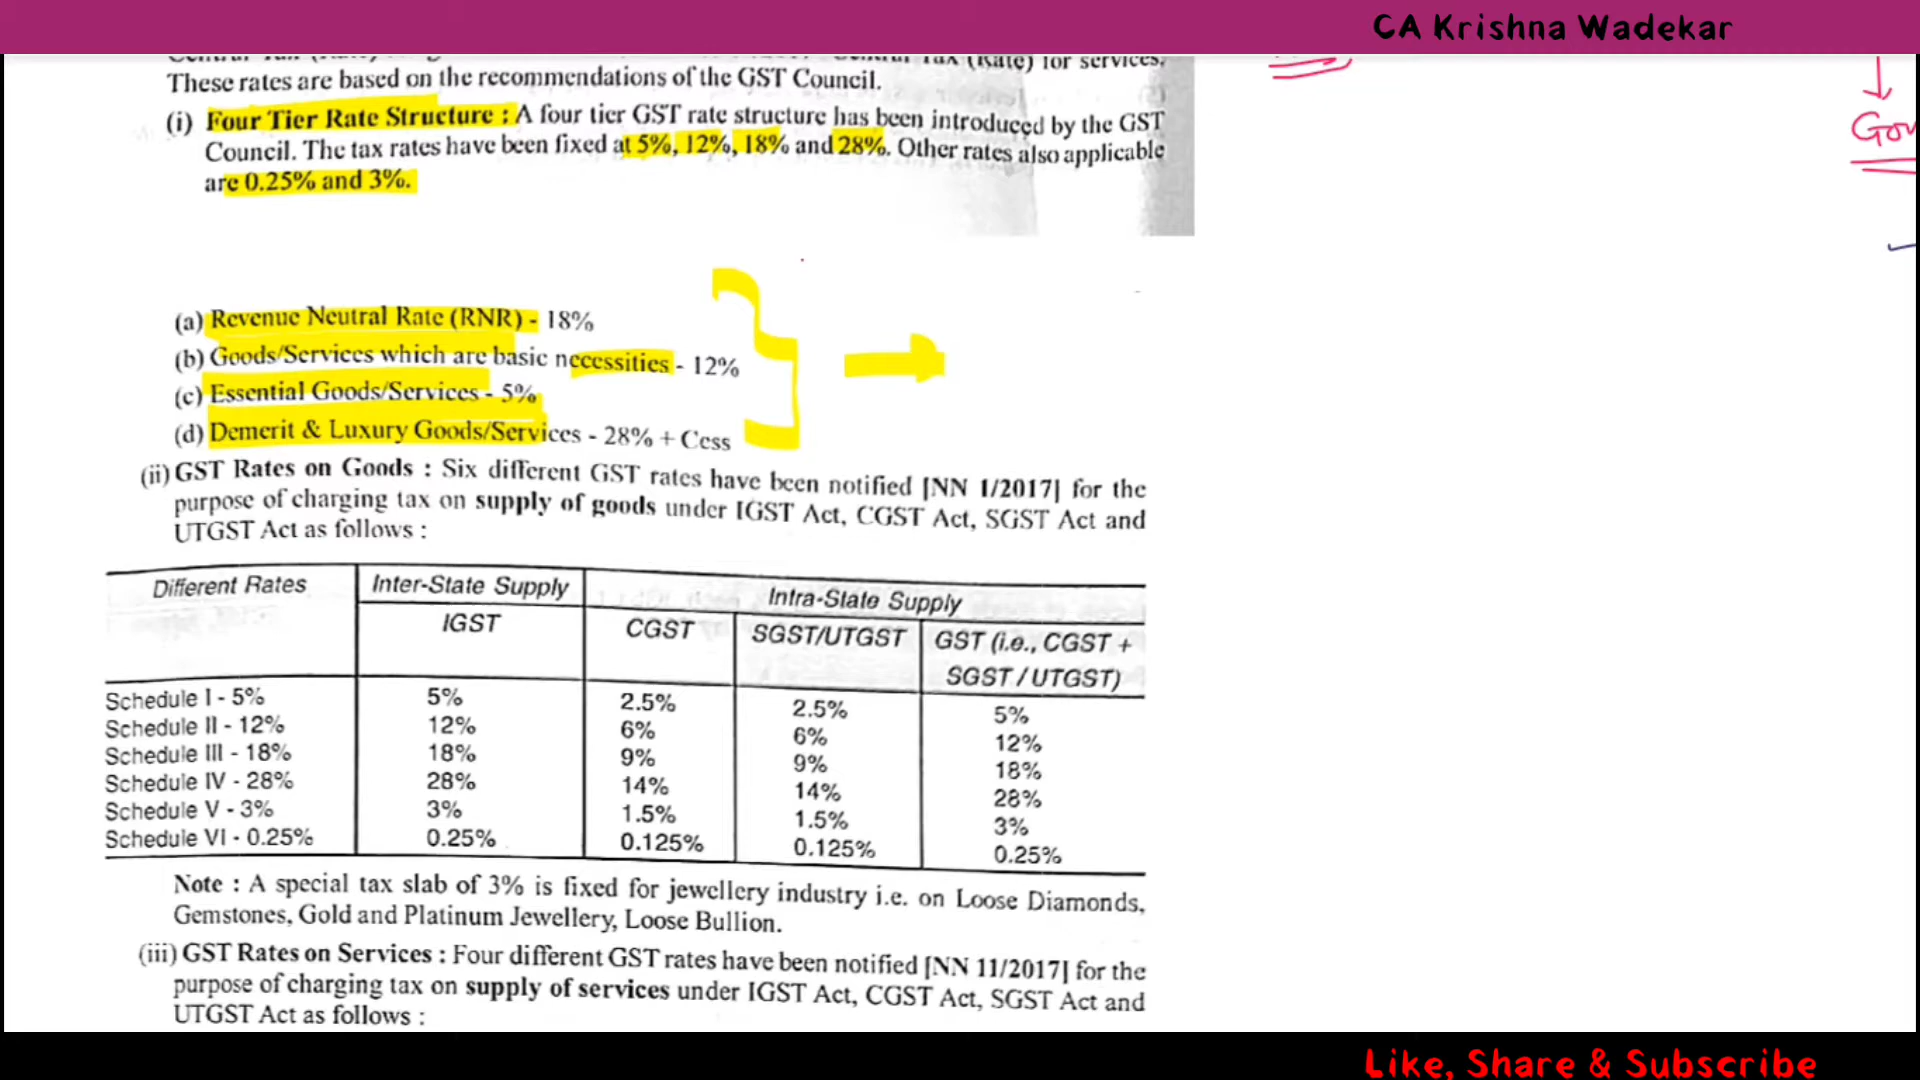 CA Krishna Wadekar
Tax (Rate) for services.
These rates are based on the recommendations of the GST Council.
(i) Four Tier Rate Structure : A four tier GST rate structure has been introduced by the GST
Council. The tax rates have been fixed at 5%, 12%, 18% and 28%. Other rates also applicable
are 0.25% and 3%.
(a) Revenue Neutral Rate (RNR) - 18%
(b) Goods/Services which are basic necessities - 12%
(c) Essential Goods/Services - 5%
(d) Demerit & Luxury Goods/Services - 28% + Cess
(ii) GST Rates on Goods : Six different GST rates have been notified [NN 1/2017] for the
purpose of charging tax on supply of goods under IGST Act, CGST Act, SGST Act and
UTGST Act as follows :
Different Rates Inter-State Supply Intra-State Supply
IGST CGST SGST/UTGST GST (i.e., CGST +
SGST / UTGST)
Schedule I - 5% 5% 2.5% 2.5% 5%
Schedule II - 12% 12% 6% 6% 12%
Schedule III - 18% 18% 9% 9% 18%
Schedule IV - 28% 28% 14% 14% 28%
Schedule V - 3% 3% 1.5% 1.5% 3%
Schedule VI - 0.25% 0.25% 0.125% 0.125% 0.25%
Note : A special tax slab of 3% is fixed for jewellery industry i.e. on Loose Diamonds,
Gemstones, Gold and Platinum Jewellery, Loose Bullion.
(iii) GST Rates on Services : Four different GST rates have been notified [NN 11/2017] for the
purpose of charging tax on supply of services under IGST Act, CGST Act, SGST Act and
UTGST Act as follows :
Like, Share & Subscribe